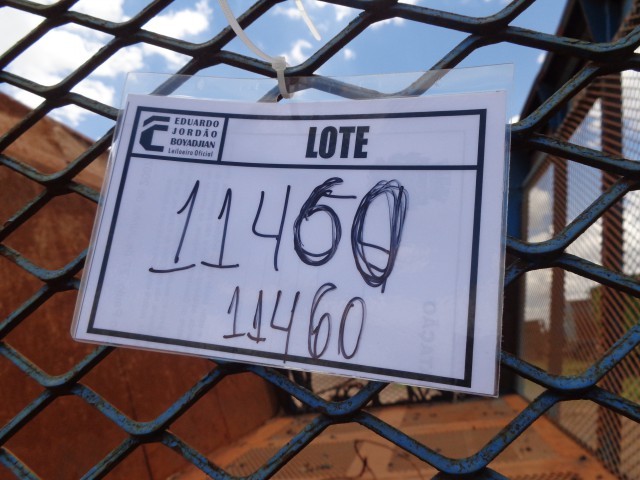 EDUARDO
JORDÃO
BOYADJIAN
Leiloeiro Oficial
LOTE
11460
11460